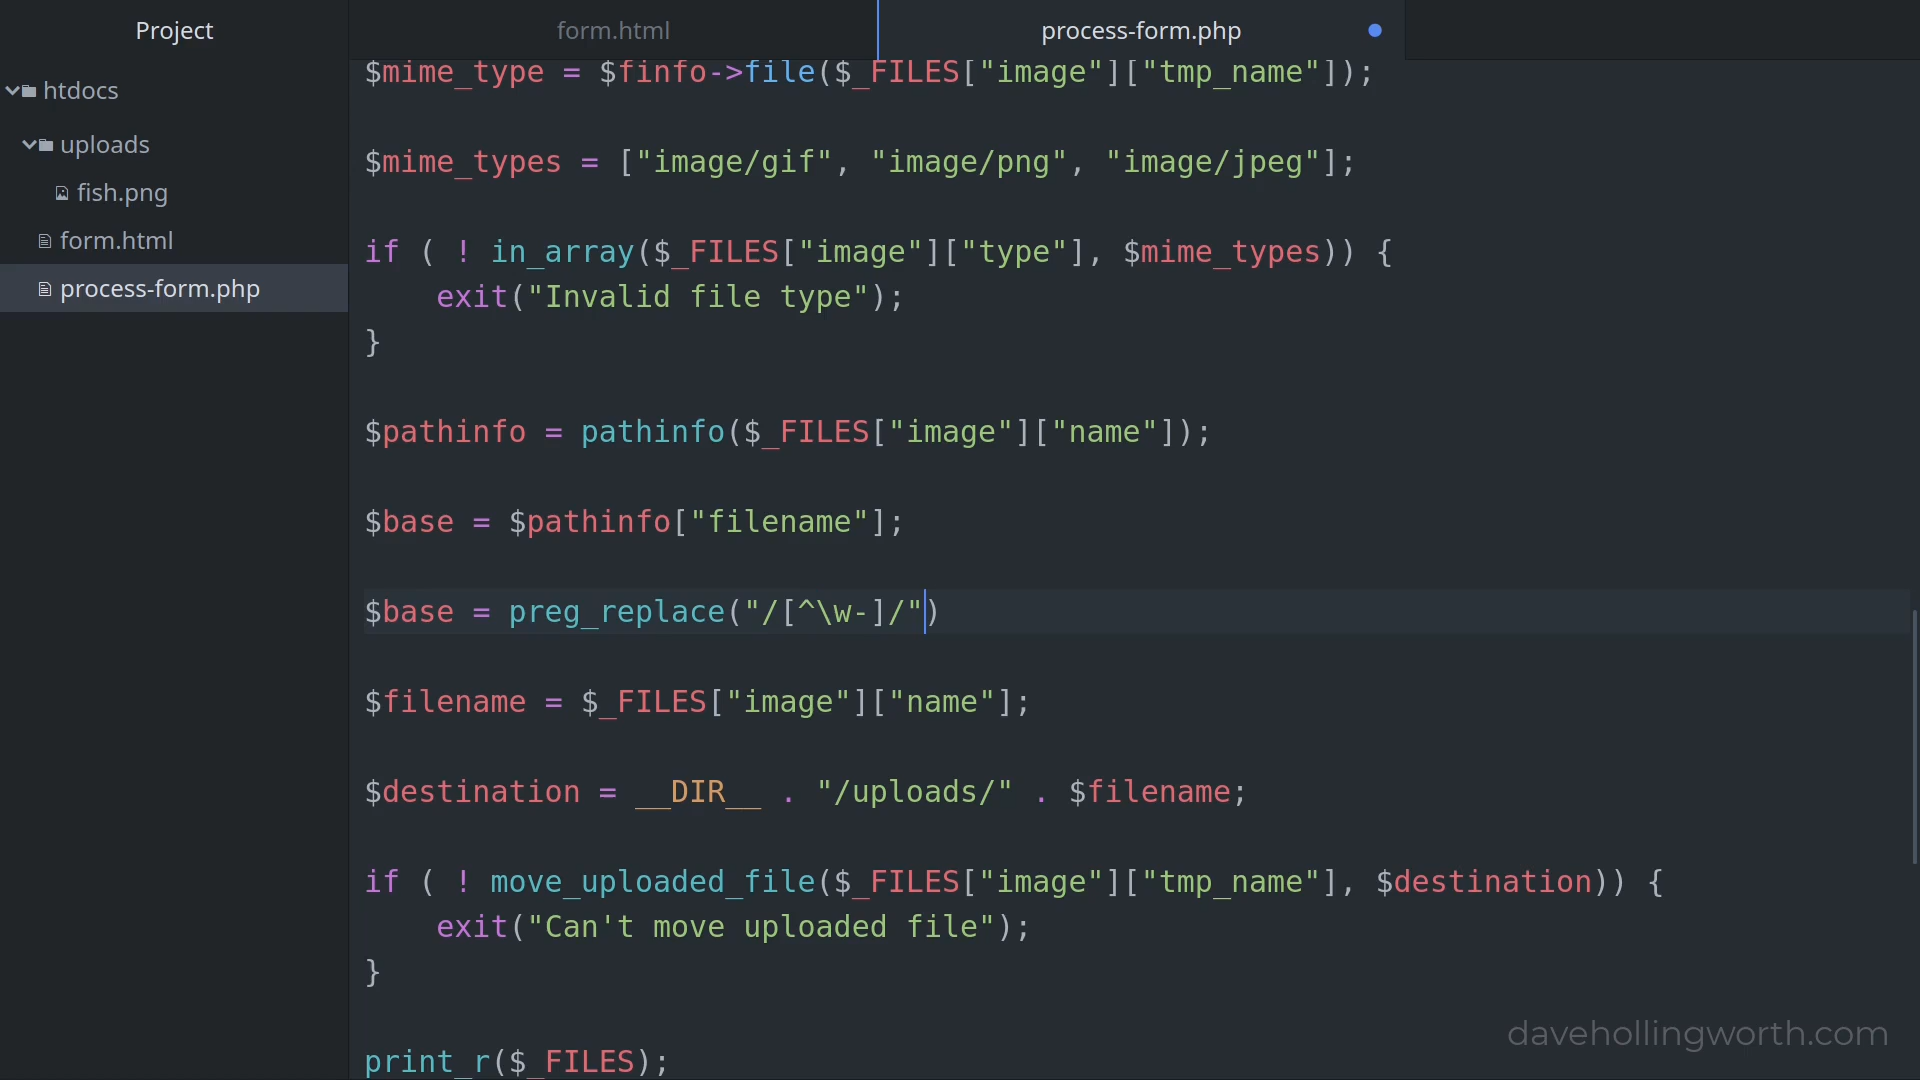 Project
form.html
process-form.php
htdocs
uploads
fish.png
form.html
process-form.php
$mime_type = $finfo->file($_FILES["image"]["tmp_name"]);
$mime_types = ["image/gif", "image/png", "image/jpeg"];
if ( ! in_array($_FILES["image"]["type"], $mime_types)) {
    exit("Invalid file type");
}
$pathinfo = pathinfo($_FILES["image"]["name"]);
$base = $pathinfo["filename"];
$base = preg_replace("/[^\w-]/")
$filename = $_FILES["image"]["name"];
$destination = __DIR__ . "/uploads/" . $filename;
if ( ! move_uploaded_file($_FILES["image"]["tmp_name"], $destination)) {
    exit("Can't move uploaded file");
}
print_r($_FILES);
davehollingworth.com